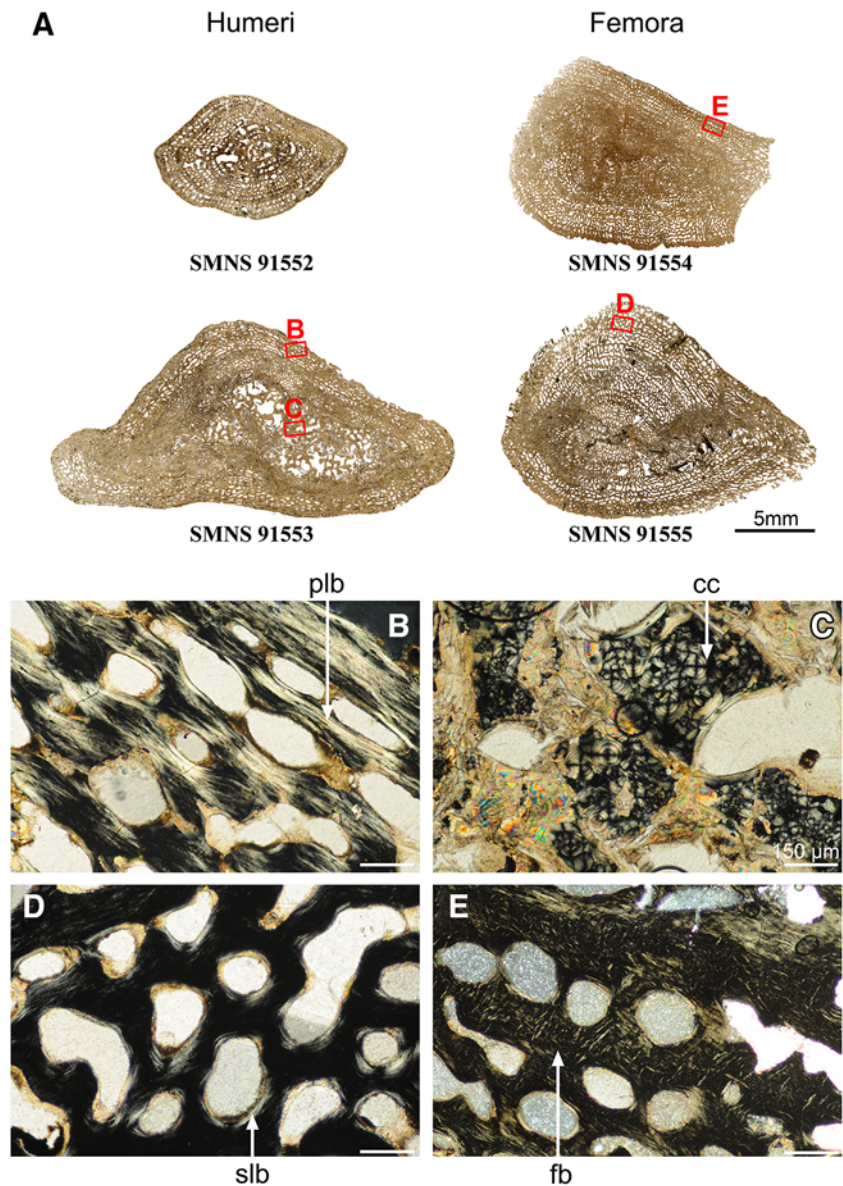 A
Humeri
Femora
E
SMNS 91552
SMNS 91554
B
D
C
SMNS 91553
SMNS 91555
5mm
plb
cc
B
C
150 µm
D
E
slb
fb